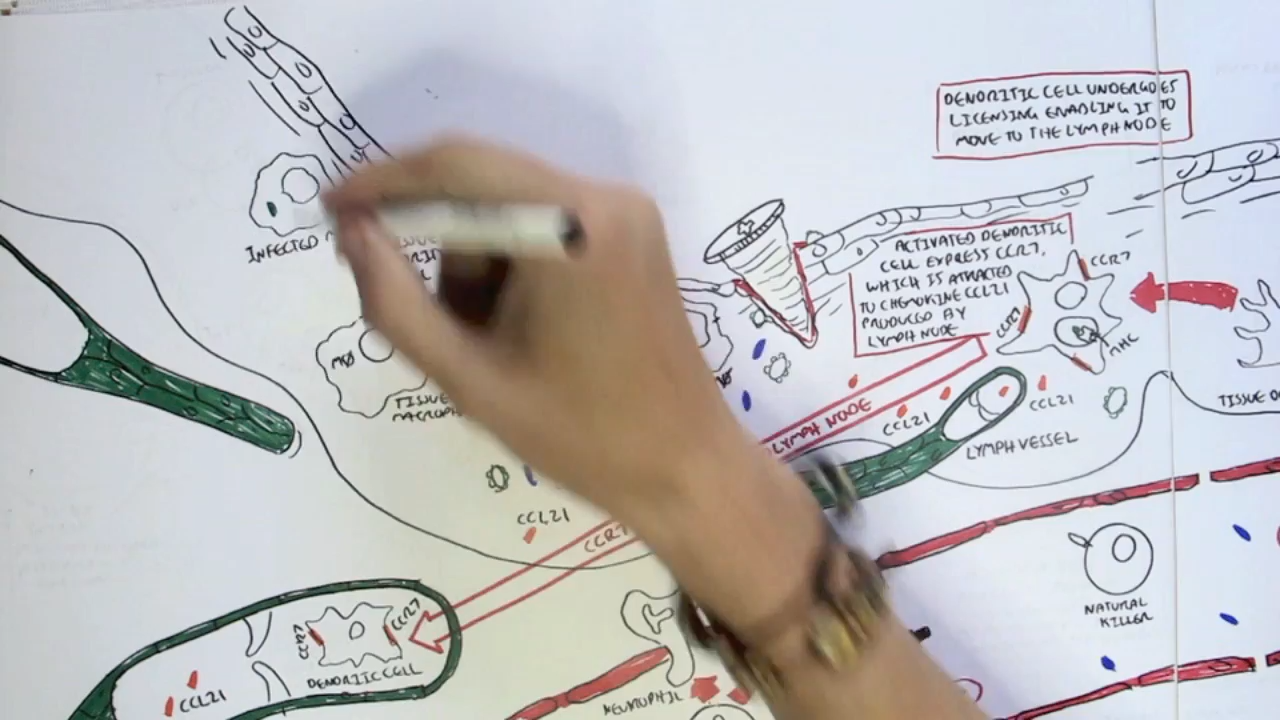 DENDRITIC CELL UNDERGOES
LICENSING ENABLING IT TO
MOVE TO THE LYMPH NODE
INFECTED
ACTIVATED DENDRITIC
CELL EXPRESS CCR7,
WHICH IS ATTRACTED
TO CHEMOKINE CCL21
PRODUCED BY
LYMPH NODE
CCR7
CCR7
MHC
MØ
TISSUE
CCL21
CCL21
LYMPH NODE
LYMPH VESSEL
TISSUE
CCL21
CCR7
CCR7
CCR7
DENDRITIC CELL
CCL21
NATURAL
KILLER
NEUTROPHIL